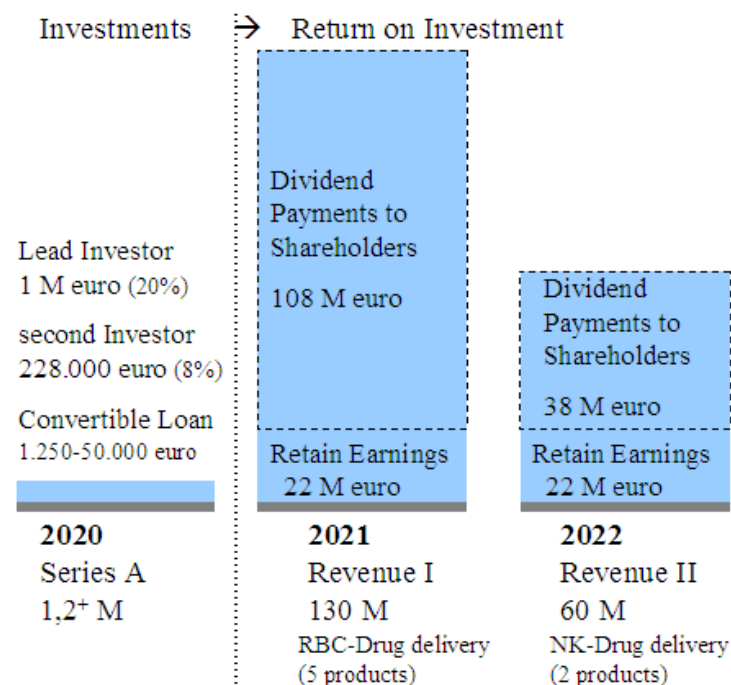 Investments → Return on Investment
Lead Investor
1 M euro (20%)
second Investor
228.000 euro (8%)
Convertible Loan
1.250-50.000 euro
2020
Series A
1,2⁺ M
Dividend
Payments to
Shareholders
108 M euro
Retain Earnings
22 M euro
2021
Revenue I
130 M
RBC-Drug delivery
(5 products)
Dividend
Payments to
Shareholders
38 M euro
Retain Earnings
22 M euro
2022
Revenue II
60 M
NK-Drug delivery
(2 products)